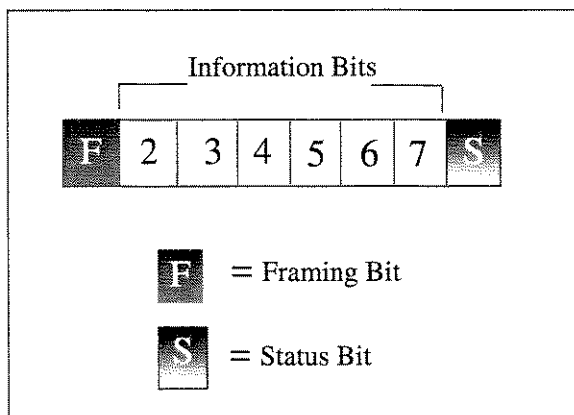 Information Bits
F 2 3 4 5 6 7 S
F = Framing Bit
S = Status Bit